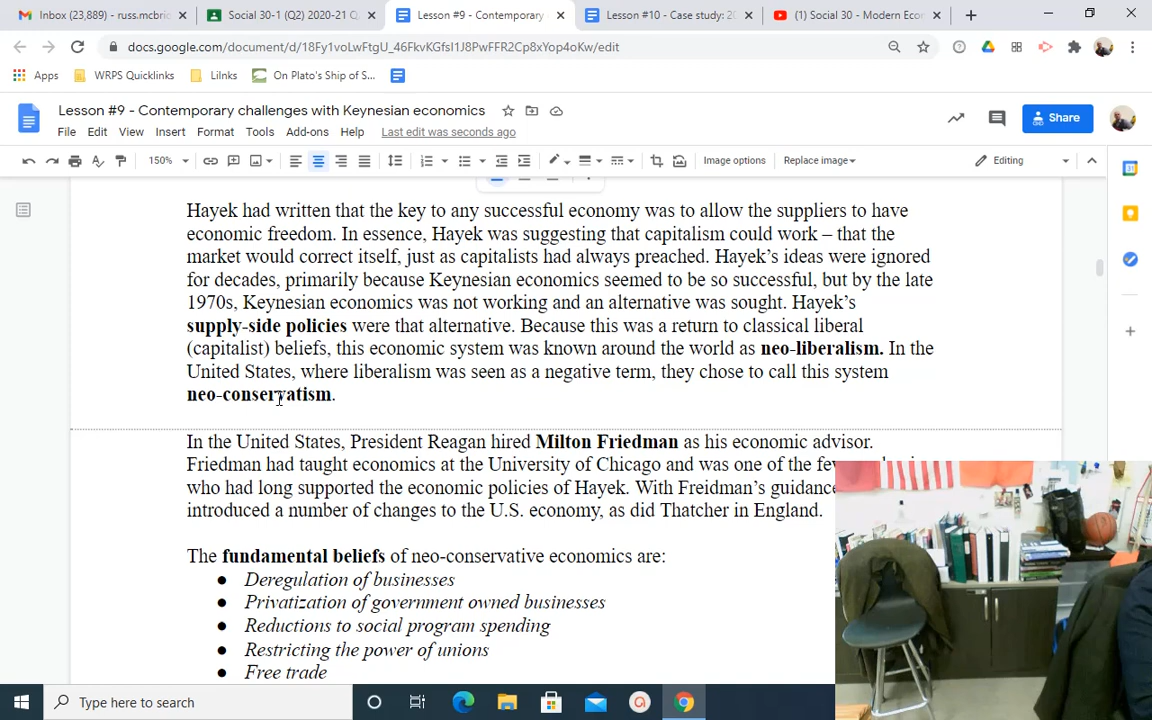 Inbox (23,889) - russ.mcbri
Social 30-1 (Q2) 2020-21 Q
Lesson #9 - Contemporary
Lesson #10 - Case study: 20
(1) Social 30 - Modern Econ
docs.google.com/document/d/18Fy1voLwFtgU_46FkvKGfsI1J8PwFFR2Cp8xYop4oKw/edit
Apps
WRPS Quicklinks
LiInks
On Plato's Ship of S...
Lesson #9 - Contemporary challenges with Keynesian economics
File Edit View Insert Format Tools Add-ons Help Last edit was seconds ago
Share
150%
Image options
Replace image
Editing
Hayek had written that the key to any successful economy was to allow the suppliers to have
economic freedom. In essence, Hayek was suggesting that capitalism could work – that the
market would correct itself, just as capitalists had always preached. Hayek's ideas were ignored
for decades, primarily because Keynesian economics seemed to be so successful, but by the late
1970s, Keynesian economics was not working and an alternative was sought. Hayek's
supply-side policies were that alternative. Because this was a return to classical liberal
(capitalist) beliefs, this economic system was known around the world as neo-liberalism. In the
United States, where liberalism was seen as a negative term, they chose to call this system
neo-conservatism.
In the United States, President Reagan hired Milton Friedman as his economic advisor.
Friedman had taught economics at the University of Chicago and was one of the few
who had long supported the economic policies of Hayek. With Freidman's guidance
introduced a number of changes to the U.S. economy, as did Thatcher in England.
The fundamental beliefs of neo-conservative economics are:
● Deregulation of businesses
● Privatization of government owned businesses
● Reductions to social program spending
● Restricting the power of unions
● Free trade
Type here to search